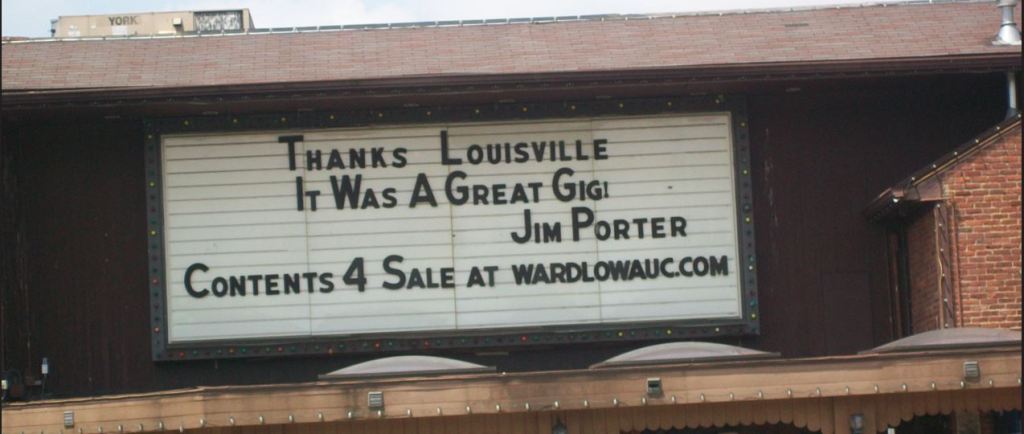 YORK
THANKS LOUISVILLE
IT WAS A GREAT GIG!
JIM PORTER
CONTENTS 4 SALE AT WARDLOWAUC.COM